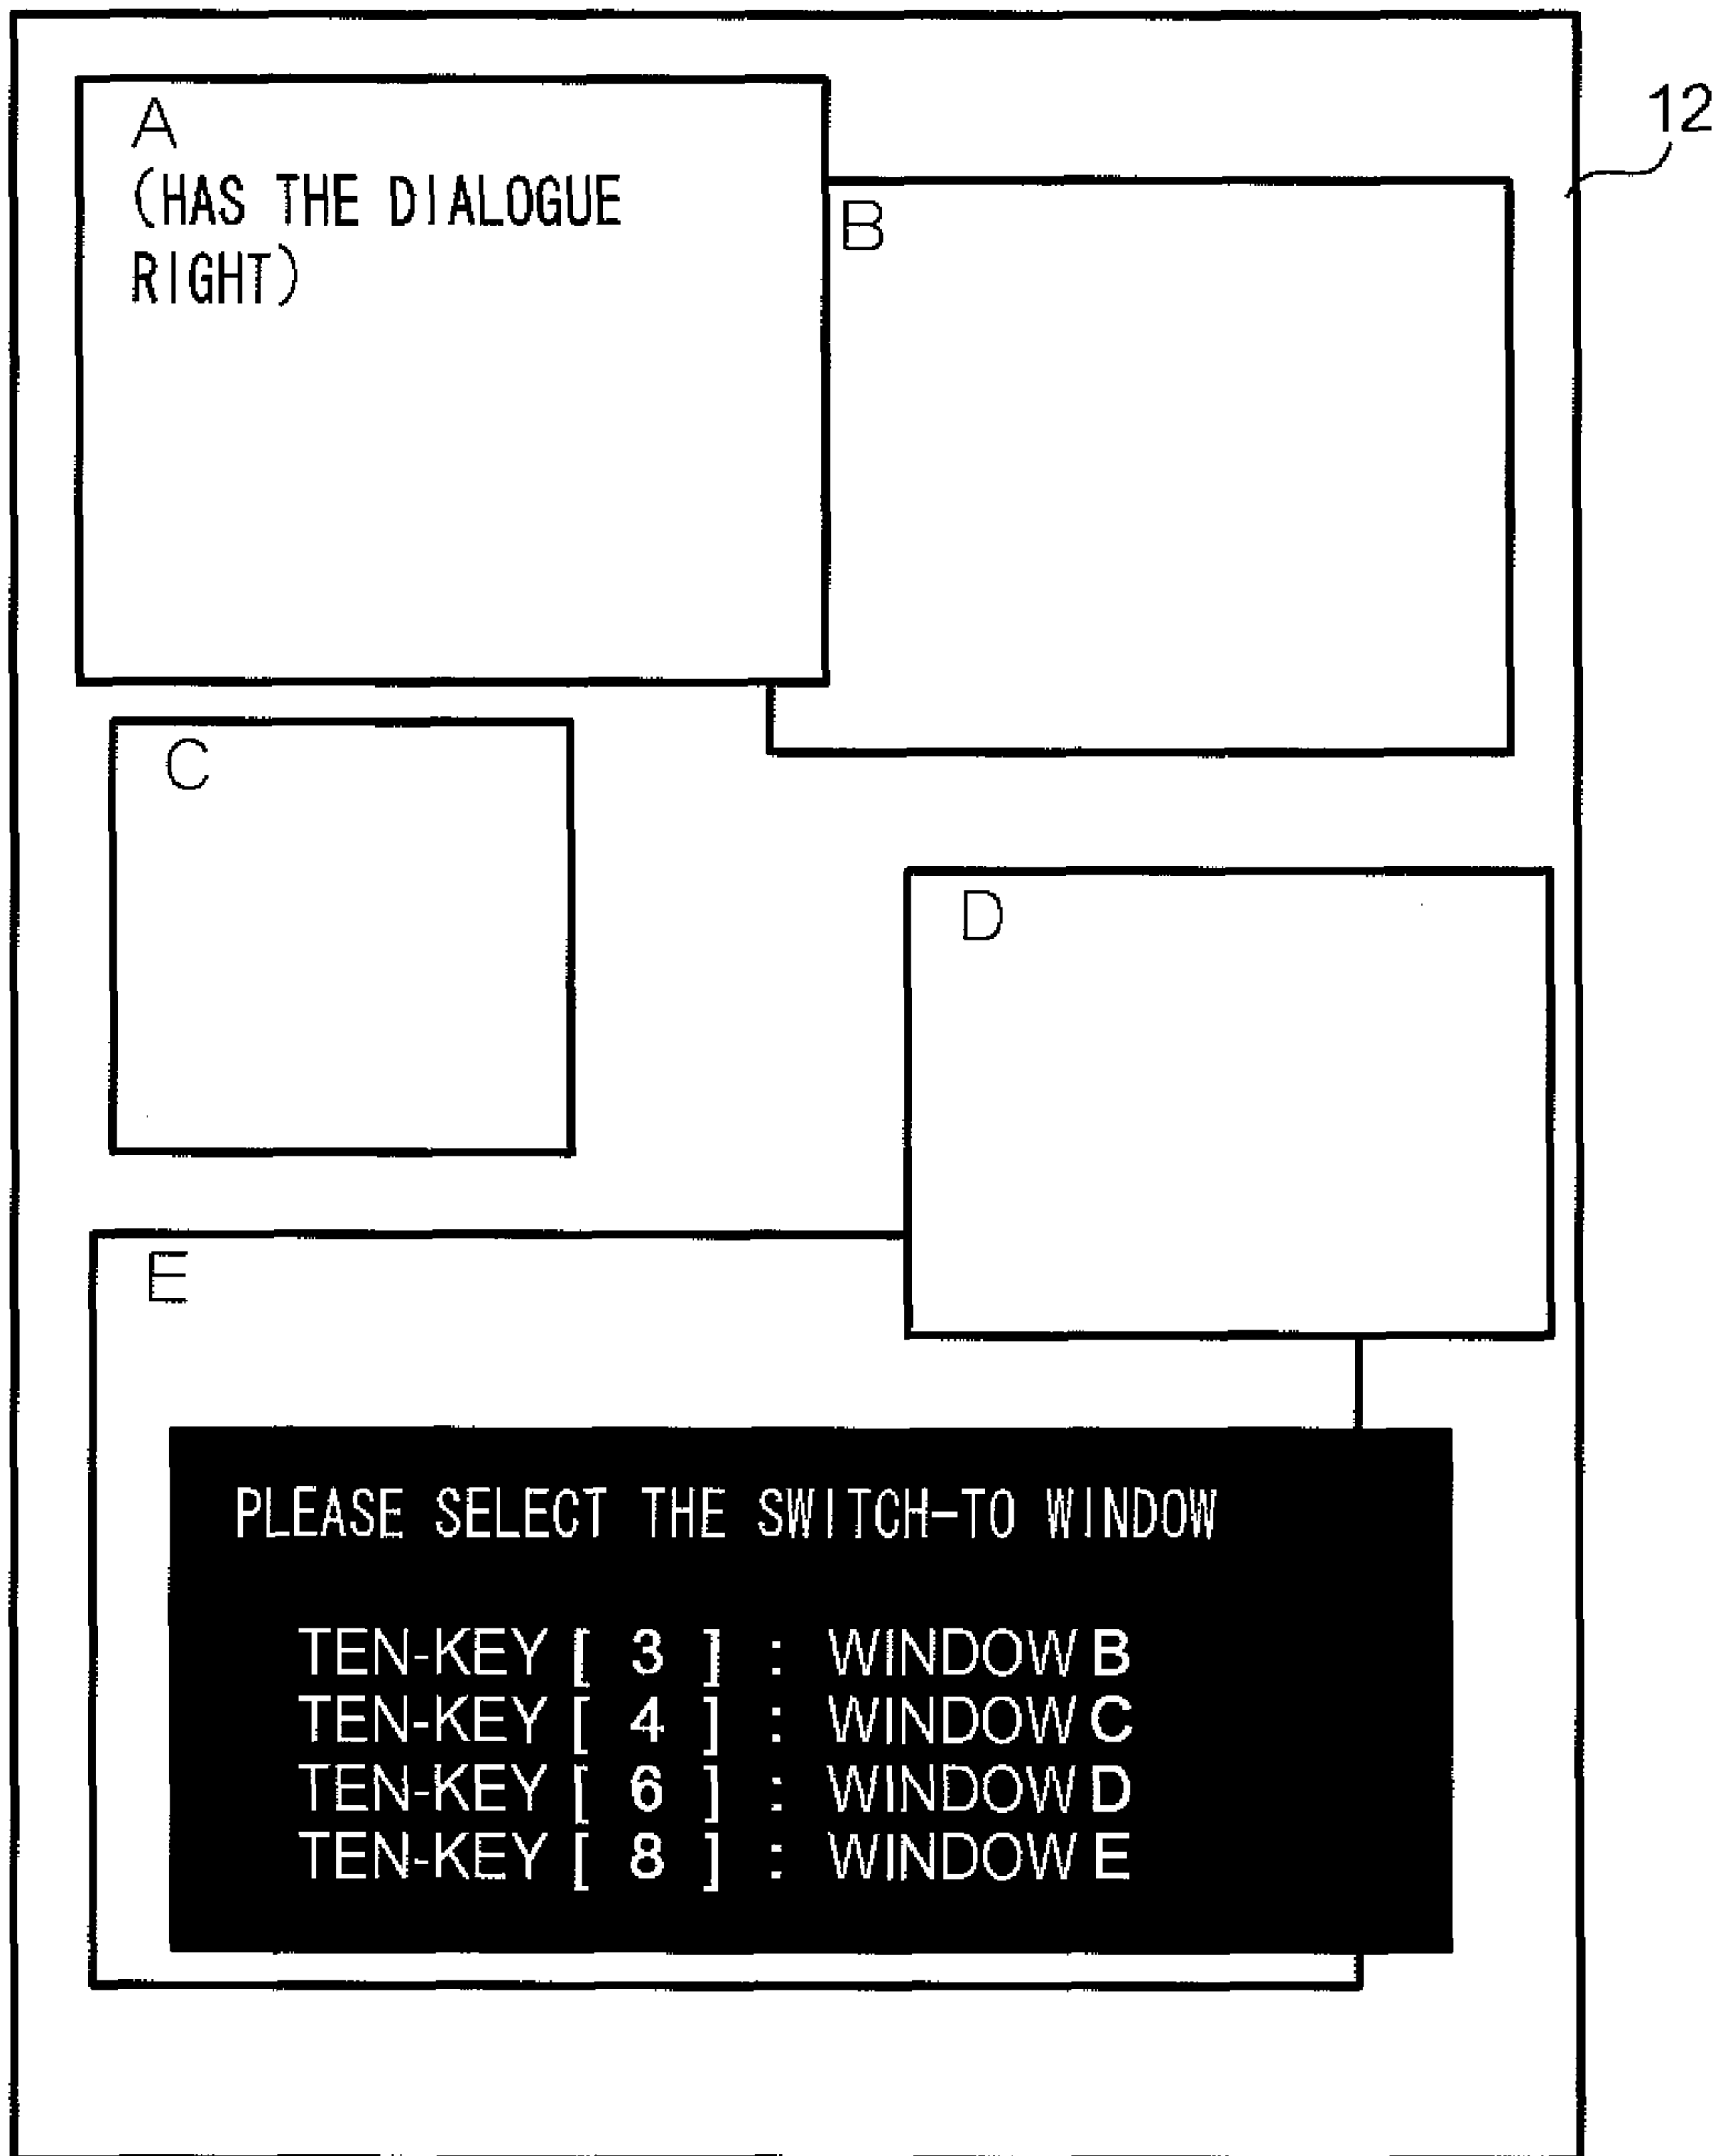 12
A
(HAS THE DIALOGUE
RIGHT)
B
C
D
E
PLEASE SELECT THE SWITCH-TO WINDOW
TEN-KEY [ 3 ] : WINDOW B
TEN-KEY [ 4 ] : WINDOW C
TEN-KEY [ 6 ] : WINDOW D
TEN-KEY [ 8 ] : WINDOW E